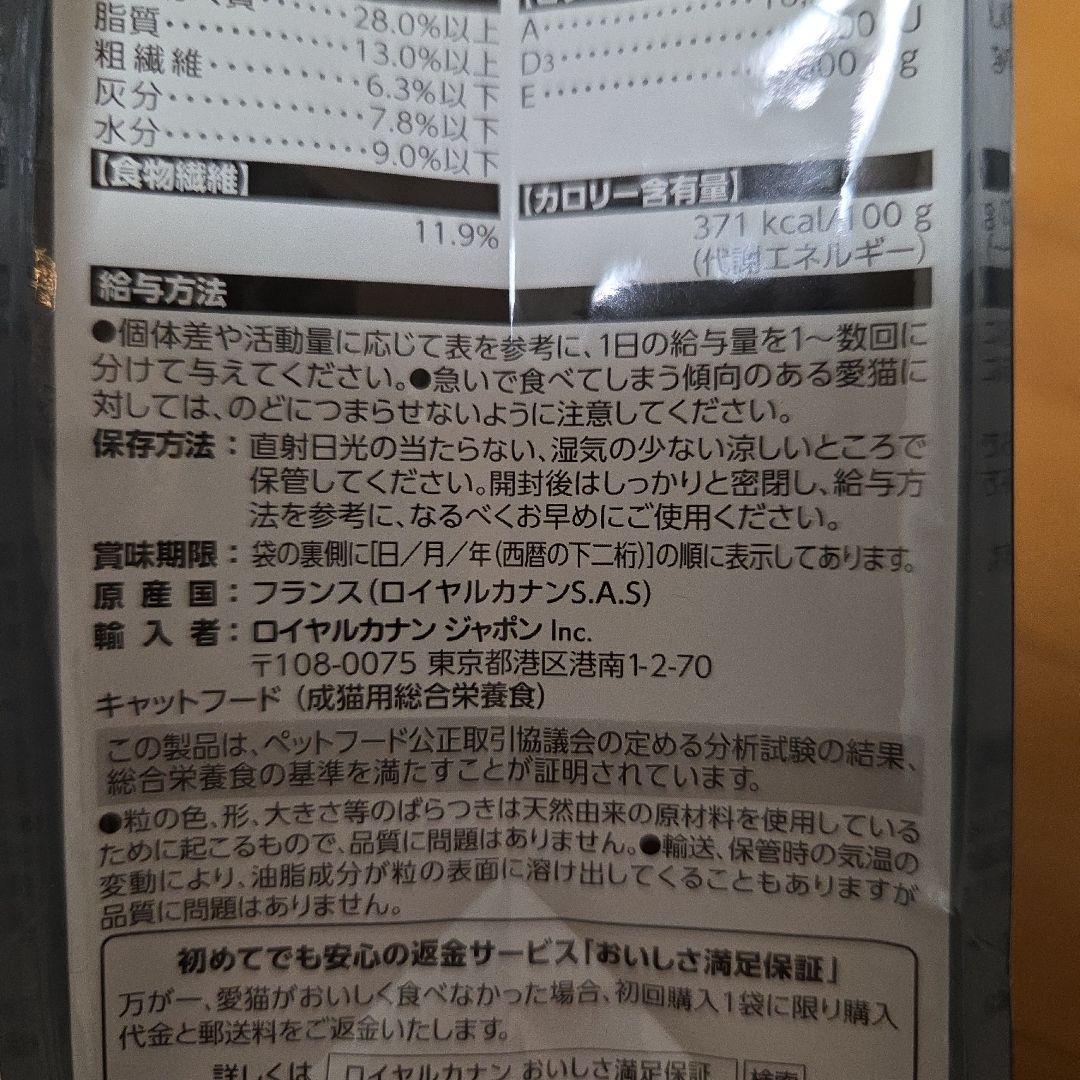 28.0%以上
脂質‥‥‥‥‥‥13.0%以上
粗繊維‥‥‥‥‥6.3%以下
灰分‥‥‥‥‥‥7.8%以下
水分‥‥‥‥‥‥9.0%以下
【食物繊維】
11.9%
A‥‥‥‥‥‥
D3‥‥‥‥‥‥
E‥‥‥‥‥‥
【カロリー含有量】
371 kcal/100 g
(代謝エネルギー)
給与方法
●個体差や活動量に応じて表を参考に、1日の給与量を1～数回に
分けて与えてください。●急いで食べてしまう傾向のある愛猫に
対しては、のどにつまらせないように注意してください。
保存方法：直射日光の当たらない、湿気の少ない涼しいところで
保管してください。開封後はしっかりと密閉し、給与方
法を参考に、なるべくお早めにご使用ください。
賞味期限：袋の裏側に[日／月／年(西暦の下二桁)]の順に表示してあります。
原産国：フランス(ロイヤルカナンS.A.S)
輸入者：ロイヤルカナン ジャポン Inc.
〒108-0075 東京都港区港南1-2-70
キャットフード (成猫用総合栄養食)
この製品は、ペットフード公正取引協議会の定める分析試験の結果、
総合栄養食の基準を満たすことが証明されています。
●粒の色、形、大きさ等のばらつきは天然由来の原材料を使用している
ために起こるもので、品質に問題はありません。●輸送、保管時の気温の
変動により、油脂成分が粒の表面に溶け出してくることもありますが
品質に問題はありません。
初めてでも安心の返金サービス「おいしさ満足保証」
万が一、愛猫がおいしく食べなかった場合、初回購入1袋に限り購入
代金と郵送料をご返金いたします。
詳しくは ロイヤルカナン おいしさ満足保証 検索